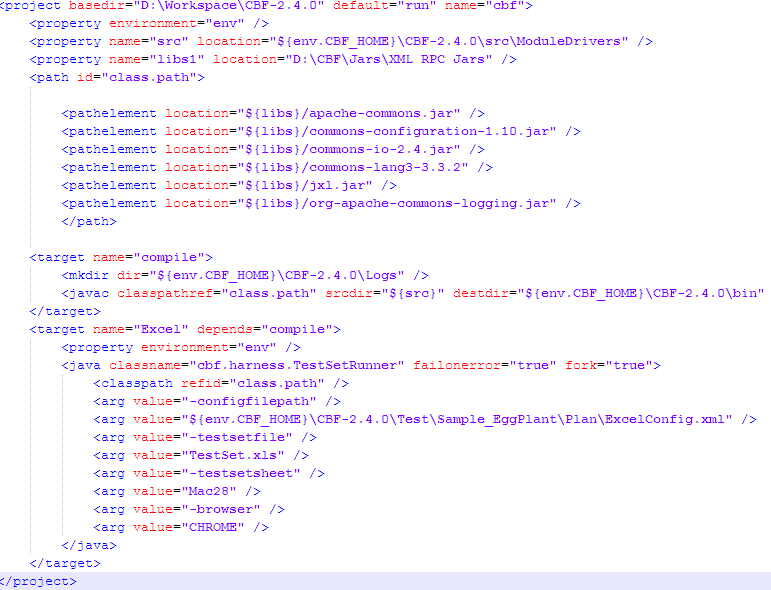 <project basedir="D:\Workspace\CBF-2.4.0" default="run" name="cbf">
<property environment="env" />
<property name="src" location="${env.CBF_HOME}\CBF-2.4.0\src\ModuleDrivers" />
<property name="libs1" location="D:\CBF\Jars\XML RPC Jars" />
<path id="class.path">
<pathelement location="${libs}/apache-commons.jar" />
<pathelement location="${libs}/commons-configuration-1.10.jar" />
<pathelement location="${libs}/commons-io-2.4.jar" />
<pathelement location="${libs}/commons-lang3-3.3.2" />
<pathelement location="${libs}/jxl.jar" />
<pathelement location="${libs}/org-apache-commons-logging.jar" />
</path>
<target name="compile">
<mkdir dir="${env.CBF_HOME}\CBF-2.4.0\Logs" />
<javac classpathref="class.path" srcdir="${src}" destdir="${env.CBF_HOME}\CBF-2.4.0\bin"
</target>
<target name="Excel" depends="compile">
<property environment="env" />
<java classname="cbf.harness.TestSetRunner" failonerror="true" fork="true">
<classpath refid="class.path" />
<arg value="-configfilepath" />
<arg value="${env.CBF_HOME}\CBF-2.4.0\Test\Sample_EggPlant\Plan\ExcelConfig.xml" />
<arg value="-testsetfile" />
<arg value="TestSet.xls" />
<arg value="-testsetsheet" />
<arg value="Mac28" />
<arg value="-browser" />
<arg value="CHROME" />
</java>
</target>
</project>